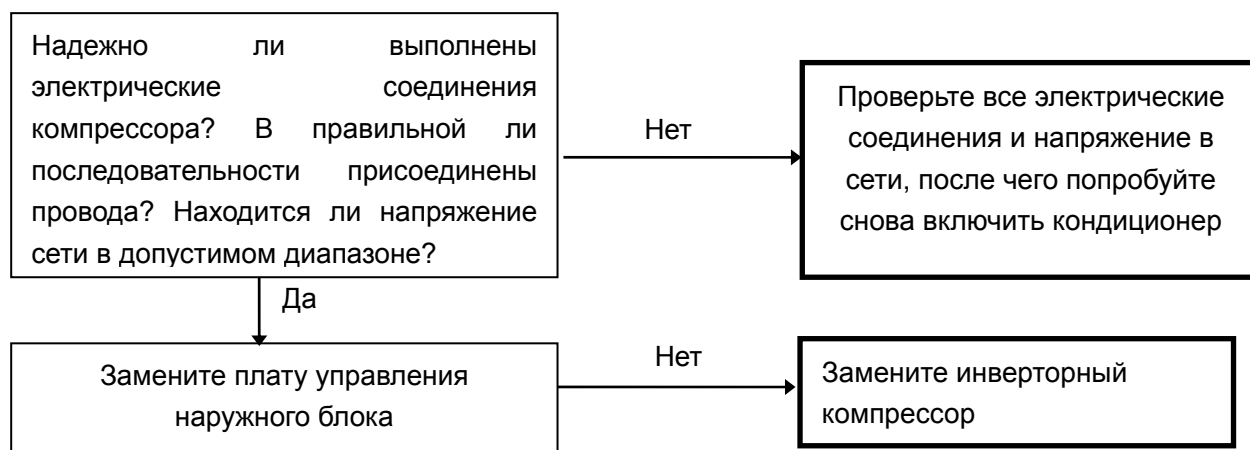 Надежно ли выполнены
электрические соединения
компрессора? В правильной ли
последовательности присоединены
провода? Находится ли напряжение
сети в допустимом диапазоне?
Нет
Проверьте все электрические
соединения и напряжение в
сети, после чего попробуйте
снова включить кондиционер
Да
Замените плату управления
наружного блока
Нет
Замените инверторный
компрессор